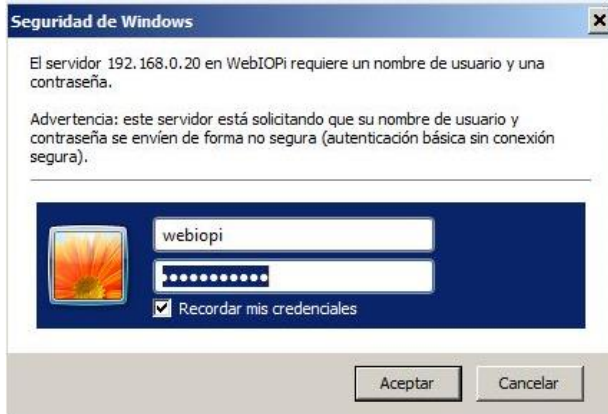 Seguridad de Windows
El servidor 192.168.0.20 en WebIOPi requiere un nombre de usuario y una
contraseña.
Advertencia: este servidor está solicitando que su nombre de usuario y
contraseña se envíen de forma no segura (autenticación básica sin conexión
segura).
webiopi
•••••••••••
Recordar mis credenciales
Aceptar
Cancelar